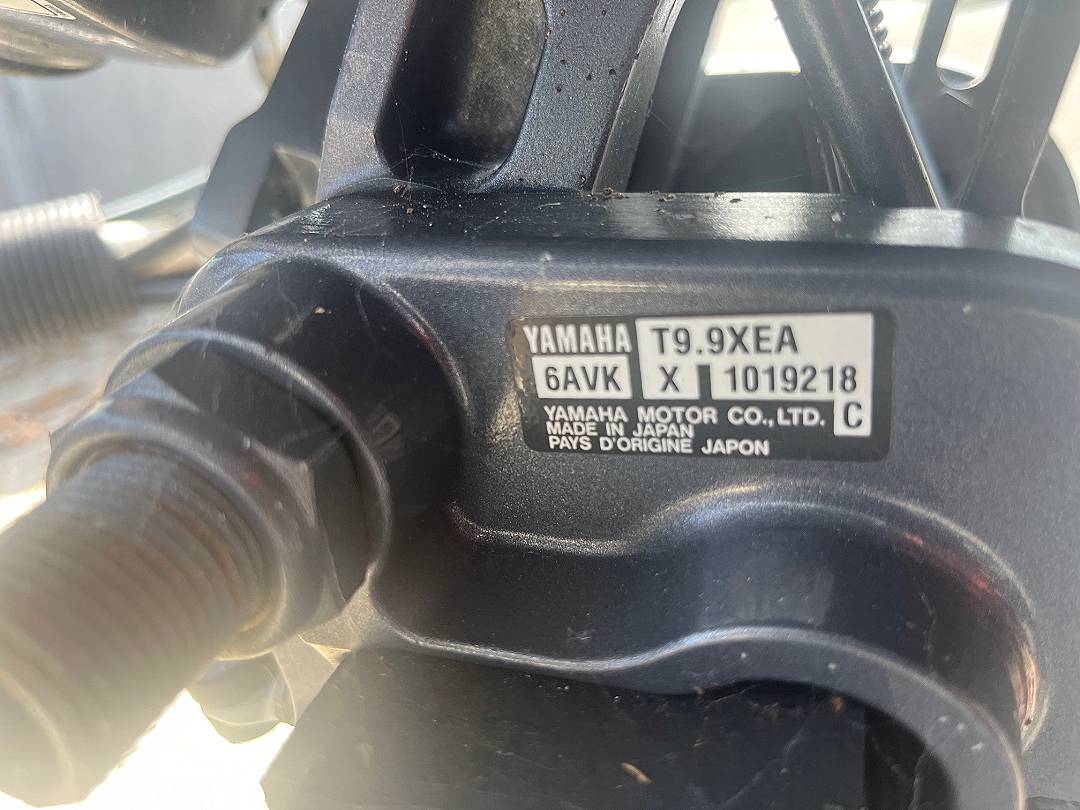 YAMAHA T9.9XEA
6AVK X 1019218
C
YAMAHA MOTOR CO., LTD.
MADE IN JAPAN
PAYS D'ORIGINE JAPON